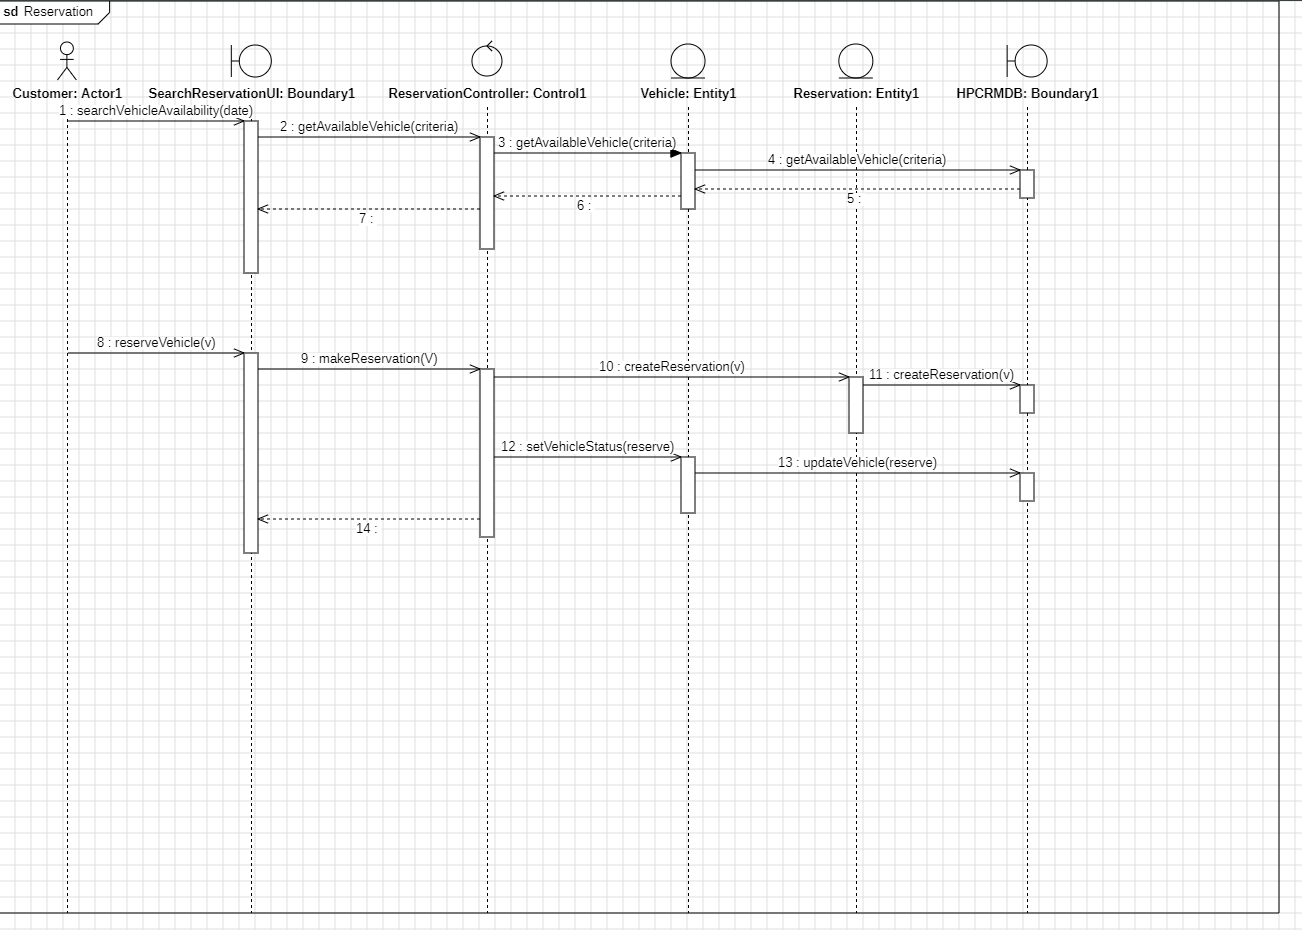 sd Reservation
Customer: Actor1
SearchReservationUI: Boundary1
ReservationController: Control1
Vehicle: Entity1
Reservation: Entity1
HPCRMDB: Boundary1
1 : searchVehicleAvailability(date)
2 : getAvailableVehicle(criteria)
3 : getAvailableVehicle(criteria)
4 : getAvailableVehicle(criteria)
5 :
6 :
7 :
8 : reserveVehicle(v)
9 : makeReservation(V)
10 : createReservation(v)
11 : createReservation(v)
12 : setVehicleStatus(reserve)
13 : updateVehicle(reserve)
14 :